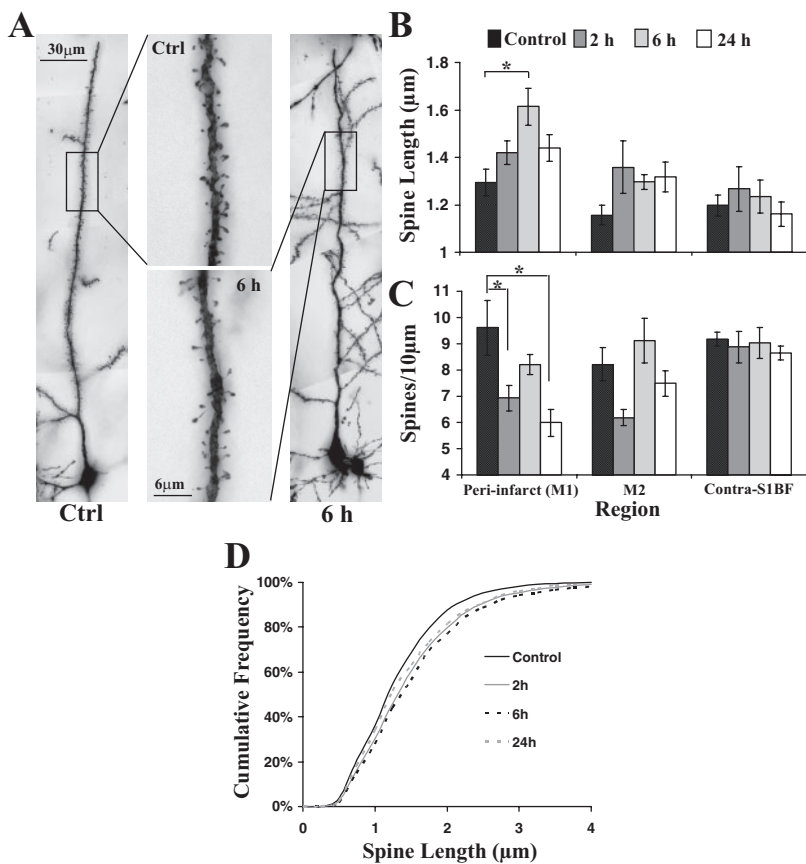 A
30μm
Ctrl
6 h
6μm
Ctrl
6 h
B
Control
2 h
6 h
24 h
Spine Length (μm)
1.8
1.6
1.4
1.2
1
*
C
Spines/10μm
11
10
9
8
7
6
5
4
*
*
Peri-infarct (M1)
M2
Contra-S1BF
Region
D
Cumulative Frequency
100%
80%
60%
40%
20%
0%
Control
2h
6h
24h
0
1
2
3
4
Spine Length (μm)